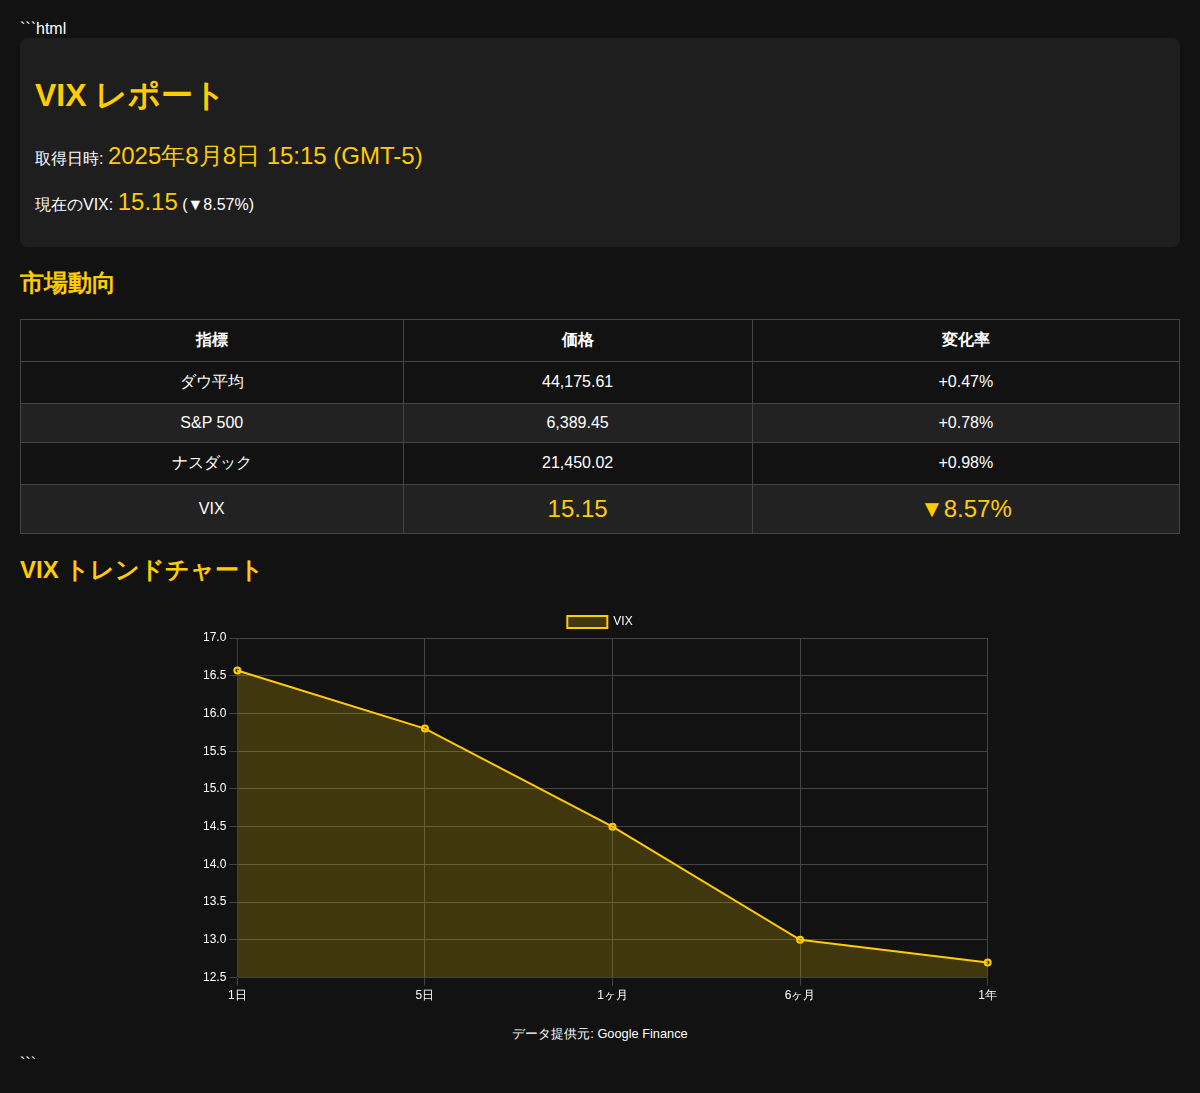 ```html
VIX レポート
取得日時: 2025年8月8日 15:15 (GMT-5)
現在のVIX: 15.15 (▼8.57%)
市場動向
指標 価格 変化率
ダウ平均 44,175.61 +0.47%
S&P 500 6,389.45 +0.78%
ナスダック 21,450.02 +0.98%
VIX 15.15 ▼8.57%
VIX トレンドチャート
VIX
17.0
16.5
16.0
15.5
15.0
14.5
14.0
13.5
13.0
12.5
1日 5日 1ヶ月 6ヶ月 1年
データ提供元: Google Finance
```